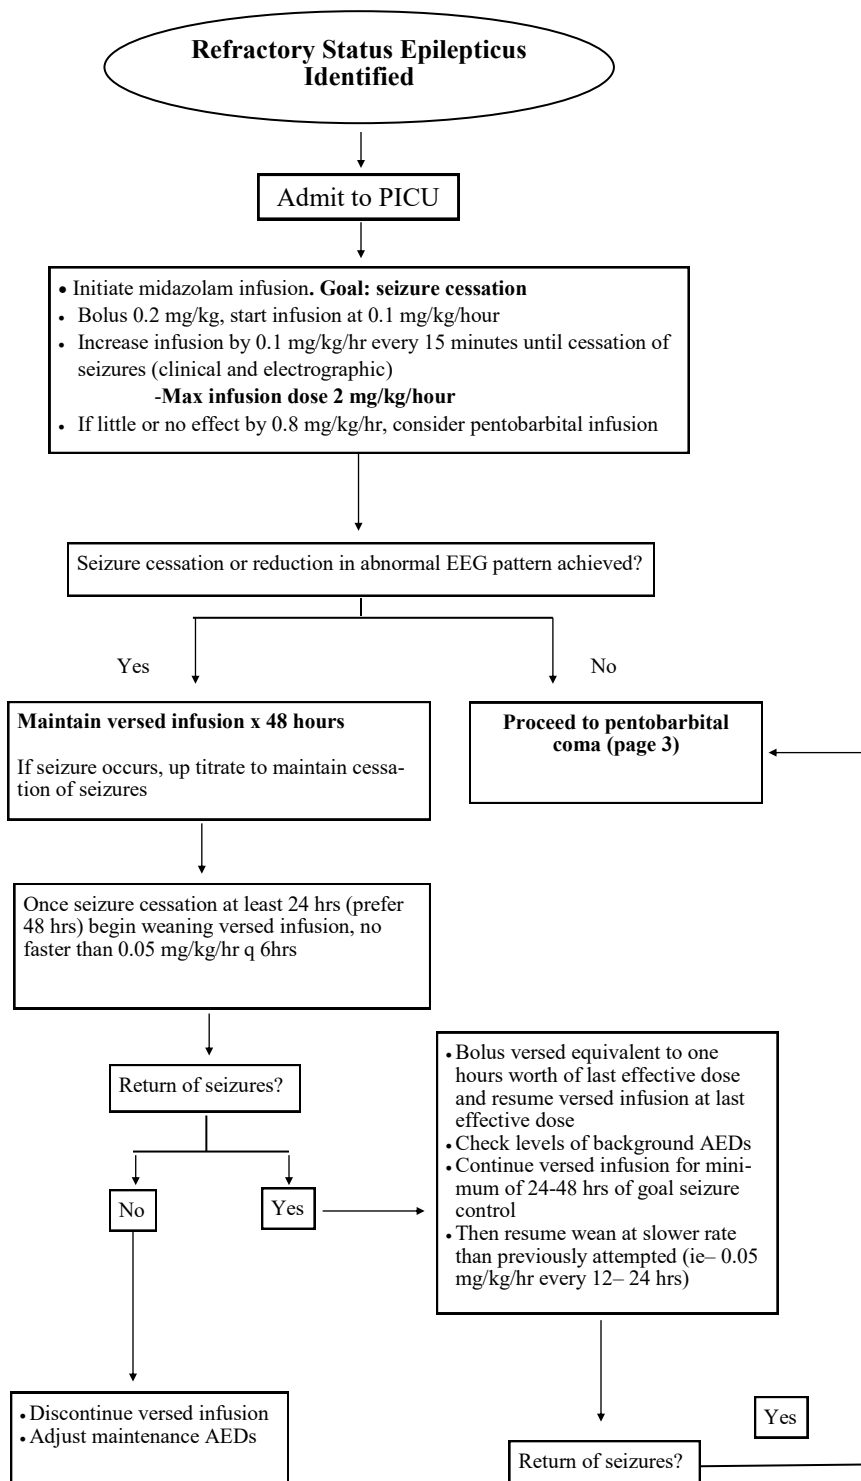 Refractory Status Epilepticus
Identified
Admit to PICU
• Initiate midazolam infusion. Goal: seizure cessation
• Bolus 0.2 mg/kg, start infusion at 0.1 mg/kg/hour
• Increase infusion by 0.1 mg/kg/hr every 15 minutes until cessation of
seizures (clinical and electrographic)
-Max infusion dose 2 mg/kg/hour
• If little or no effect by 0.8 mg/kg/hr, consider pentobarbital infusion
Seizure cessation or reduction in abnormal EEG pattern achieved?
Yes
No
Maintain versed infusion x 48 hours
If seizure occurs, up titrate to maintain cessa-
tion of seizures
Proceed to pentobarbital
coma (page 3)
Once seizure cessation at least 24 hrs (prefer
48 hrs) begin weaning versed infusion, no
faster than 0.05 mg/kg/hr q 6hrs
Return of seizures?
No
Yes
• Bolus versed equivalent to one
hours worth of last effective dose
and resume versed infusion at last
effective dose
• Check levels of background AEDs
• Continue versed infusion for mini-
mum of 24-48 hrs of goal seizure
control
• Then resume wean at slower rate
than previously attempted (ie– 0.05
mg/kg/hr every 12– 24 hrs)
• Discontinue versed infusion
• Adjust maintenance AEDs
Yes
Return of seizures?